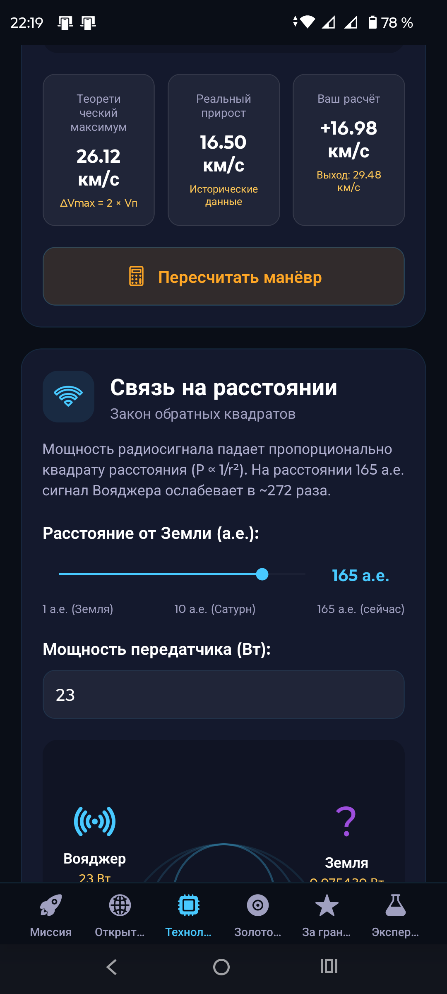 22:19
78 %
Теорети
ческий
максимум
26.12
км/с
ΔVmax = 2 × Vп
Реальный
прирост
16.50
км/с
Исторические
данные
Ваш расчёт
+16.98
км/с
Выход: 29.48
км/с
Пересчитать манёвр
Связь на расстоянии
Закон обратных квадратов
Мощность радиосигнала падает пропорционально
квадрату расстояния (P ∝ 1/r²). На расстоянии 165 а.е.
сигнал Вояджера ослабевает в ~272 раза.
Расстояние от Земли (а.е.):
165 а.е.
1 а.е. (Земля)
10 а.е. (Сатурн)
165 а.е. (сейчас)
Мощность передатчика (Вт):
23
?
Вояджер
23 Вт
Земля
Миссия
Открыт...
Технол...
Золото...
За гран...
Экспер...